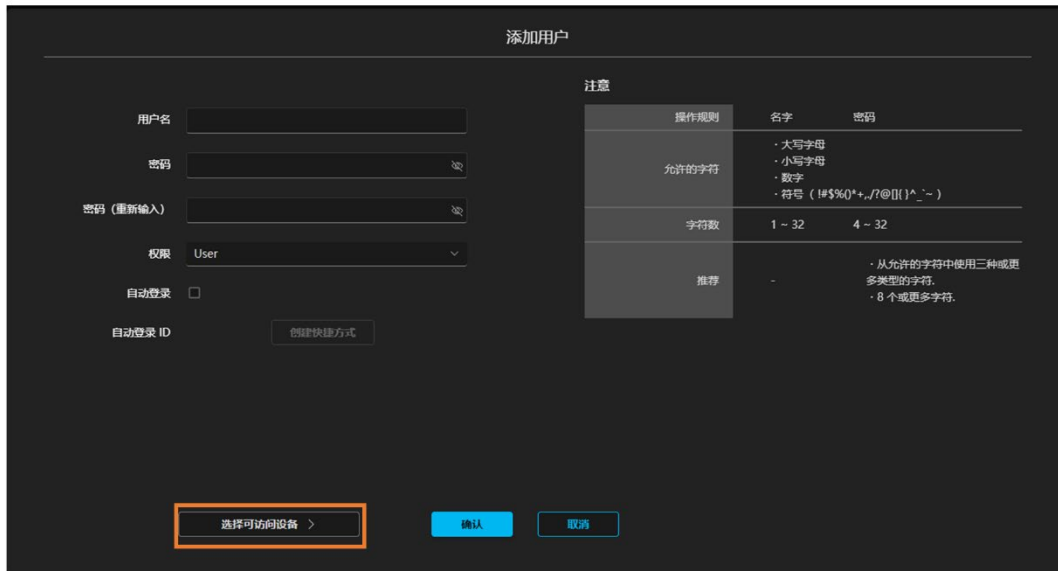 添加用户
用户名
密码
密码（重新输入）
权限 User
自动登录
自动登录 ID 创建快捷方式
注意
操作规则 名字 密码
允许的字符
· 大写字母
· 小写字母
· 数字
· 符号（ !#$%()*+,./?@[]{ }^_`~ ）
字符数 1 ~ 32 4 ~ 32
推荐 -
· 从允许的字符中使用三种或更
多类型的字符.
· 8 个或更多字符.
选择可访问设备 >
确认
取消